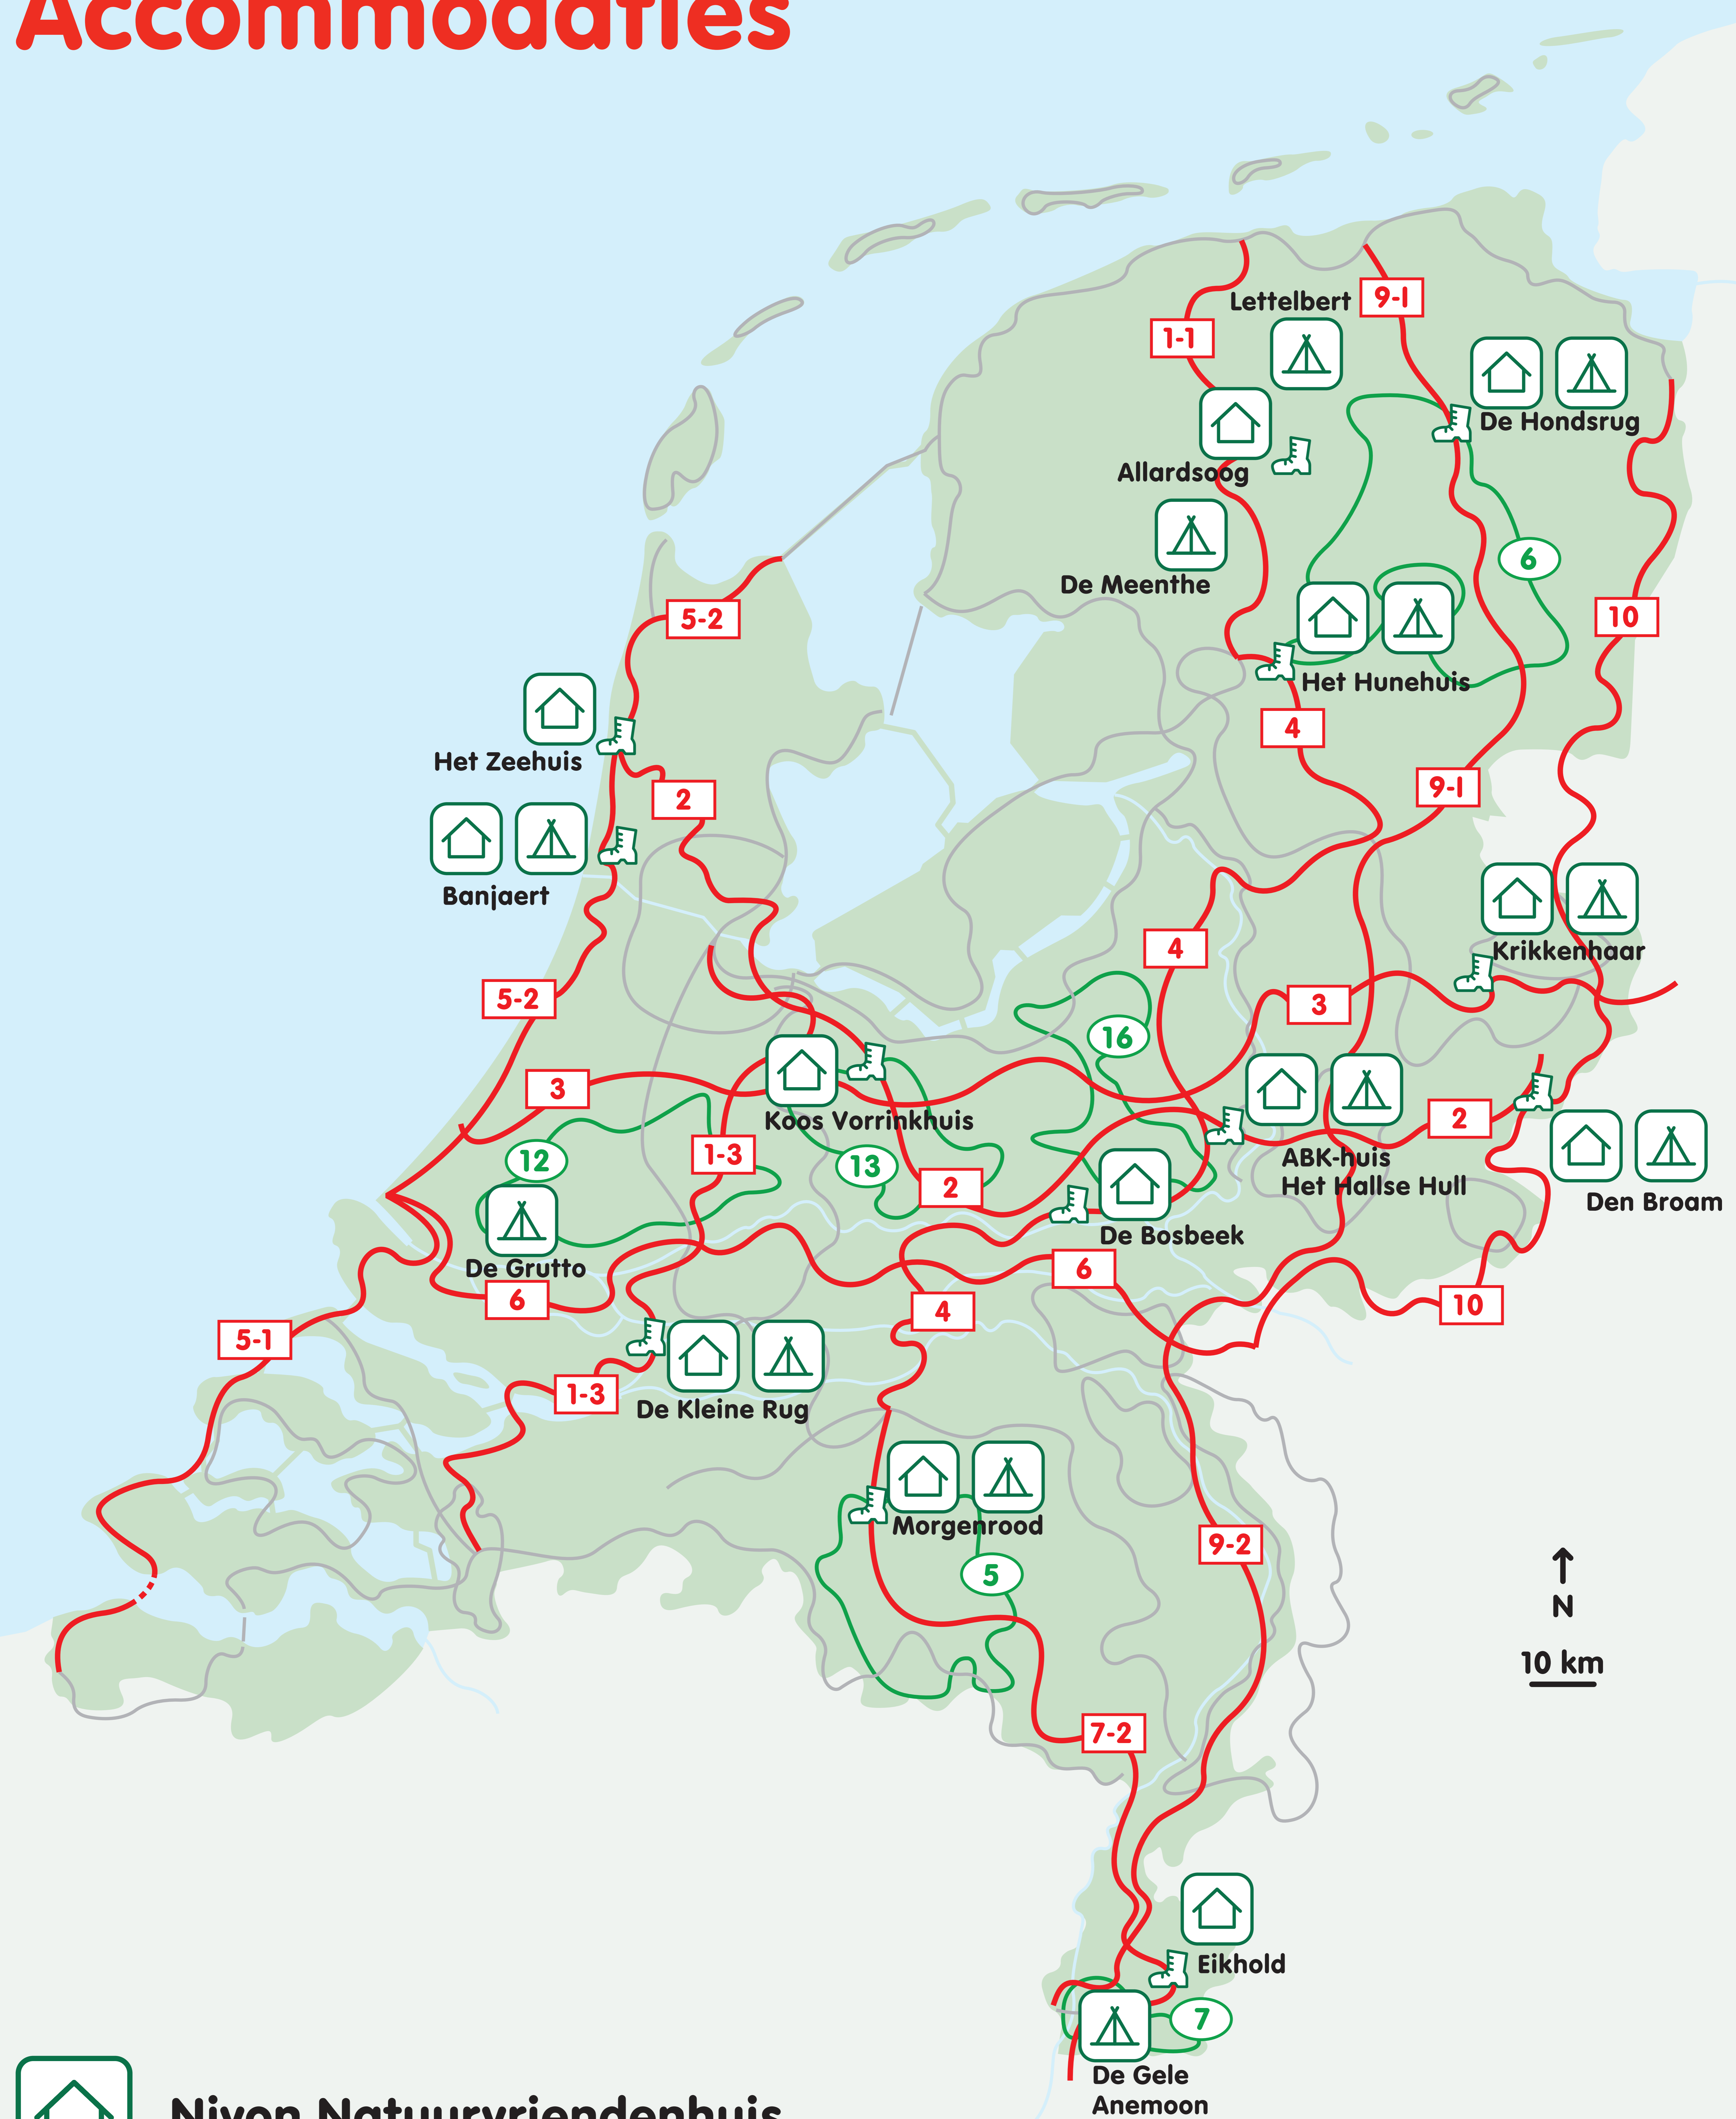 Accommodaties
Lettelbert
9-I
1-1
De Hondsrug
Allardsoog
De Meenthe
6
5-2
10
Het Hunehuis
4
Het Zeehuis
2
9-I
Banjaert
4
Krikkenhaar
5-2
3
16
3
Koos Vorrinkhuis
2
12
1-3
13
ABK-huis
Het Hallse Hull
2
Den Broam
De Bosbeek
De Grutto
6
6
4
10
5-1
1-3
De Kleine Rug
Morgenrood
9-2
5
N
10 km
7-2
Eikhold
7
De Gele
Anemoon
Nivon Natuurvriendenhuis